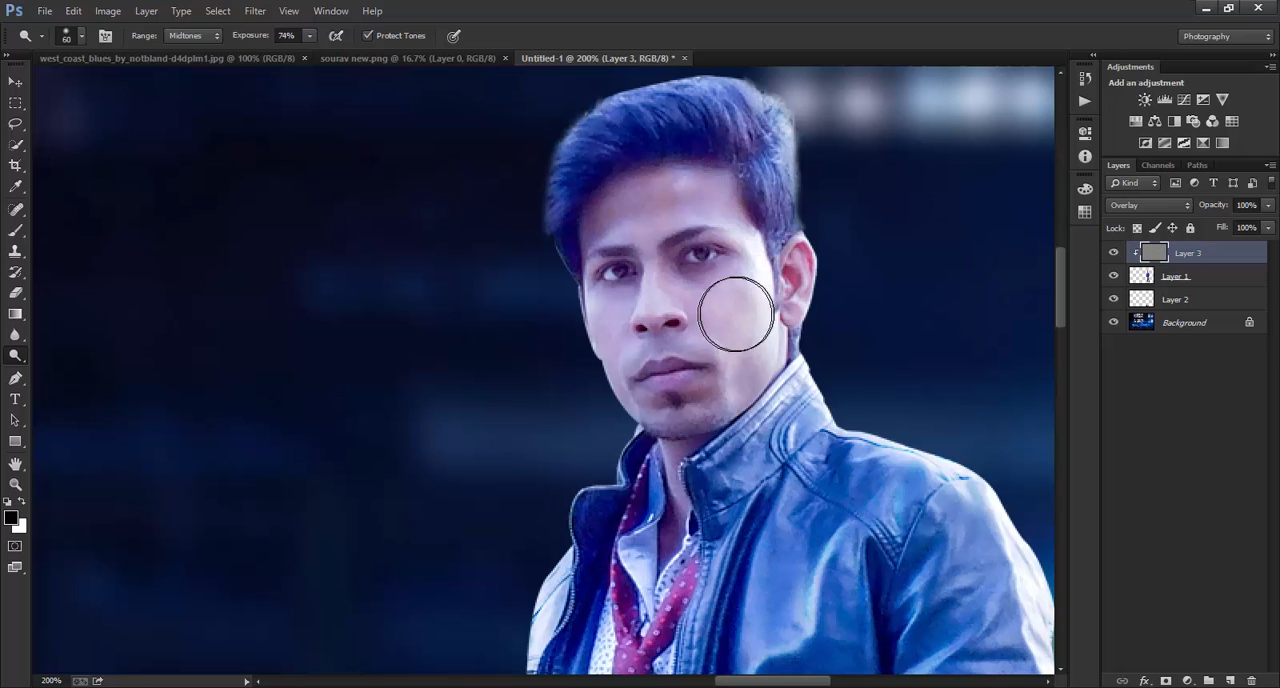 Ps File Edit Image Layer Type Select Filter View Window Help
60 Range: Midtones Exposure: 74% Protect Tones Photography
west_coast_blues_by_notbland-d4dplm1.jpg @ 100% (RGB/8) × sourav new.png @ 16.7% (Layer 0, RGB/8) × Untitled-1 @ 200% (Layer 3, RGB/8) * ×
Adjustments
Add an adjustment
Layers Channels Paths
Kind
Overlay Opacity: 100%
Lock: Fill: 100%
Layer 3
Layer 1
Layer 2
Background
200%